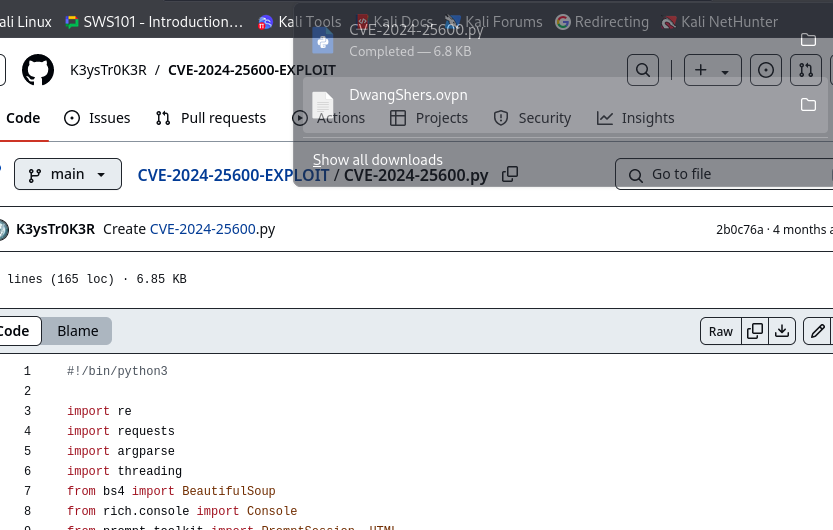 ali Linux SWS101 - Introduction... Kali Tools Kali Docs Kali Forums Redirecting Kali NetHunter
CVE-2024-25600.py
Completed — 6.8 KB
K3ysTr0K3R / CVE-2024-25600-EXPLOIT
DwangShers.ovpn
Code Issues Pull requests Actions Projects Security Insights
Show all downloads
main CVE-2024-25600-EXPLOIT / CVE-2024-25600.py Go to file
K3ysTr0K3R Create CVE-2024-25600.py 2b0c76a · 4 months a
lines (165 loc) · 6.85 KB
Code Blame Raw
1 #!/bin/python3
2
3 import re
4 import requests
5 import argparse
6 import threading
7 from bs4 import BeautifulSoup
8 from rich.console import Console
9 from prompt_toolkit import PromptSession, HTML